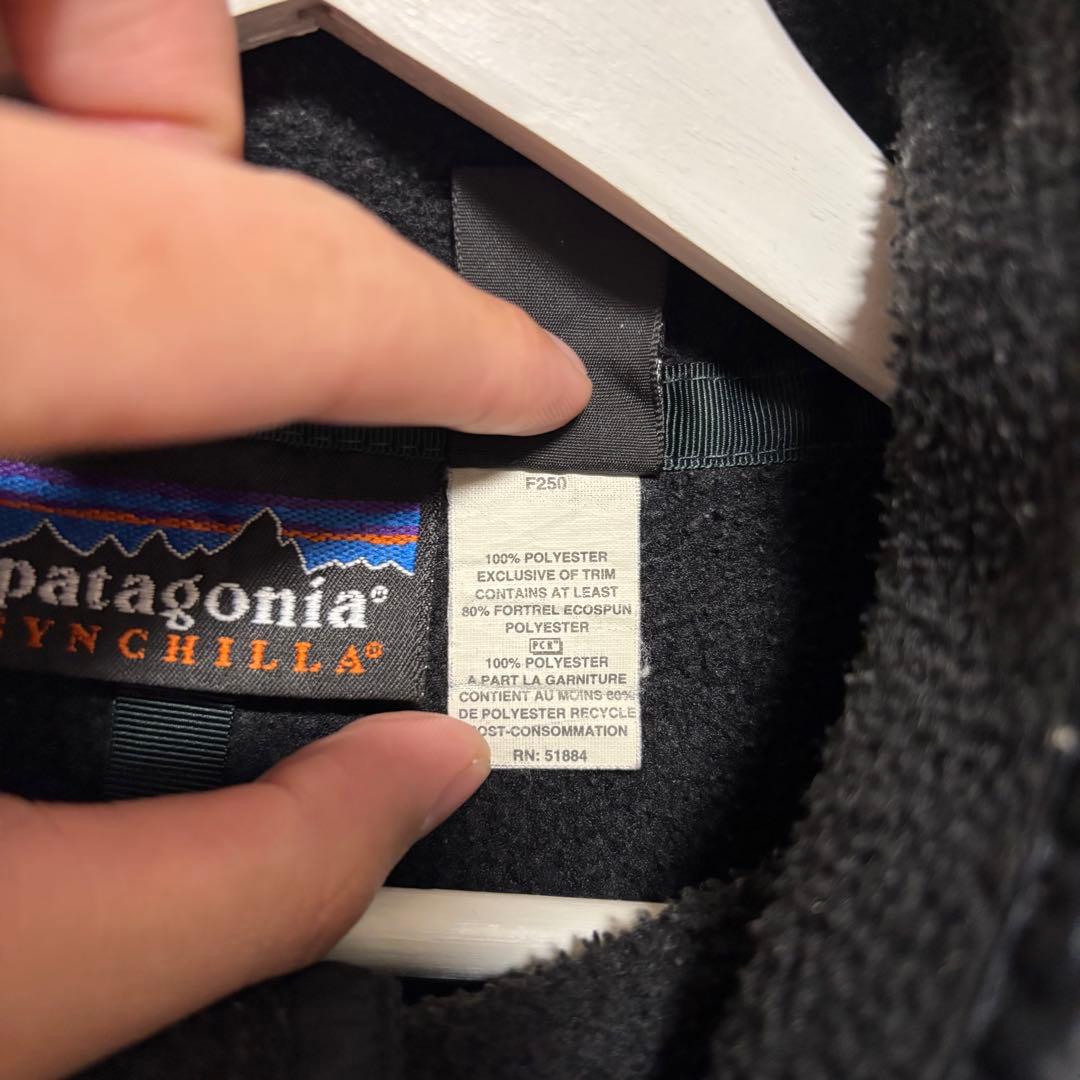 patagonia®
SYNCHILLA®
F250
100% POLYESTER
EXCLUSIVE OF TRIM
CONTAINS AT LEAST
80% FORTREL ECOSPUN
POLYESTER
PCR™
100% POLYESTER
A PART LA GARNITURE
CONTIENT AU MOINS 80%
DE POLYESTER RECYCLE
POST-CONSOMMATION
RN: 51884